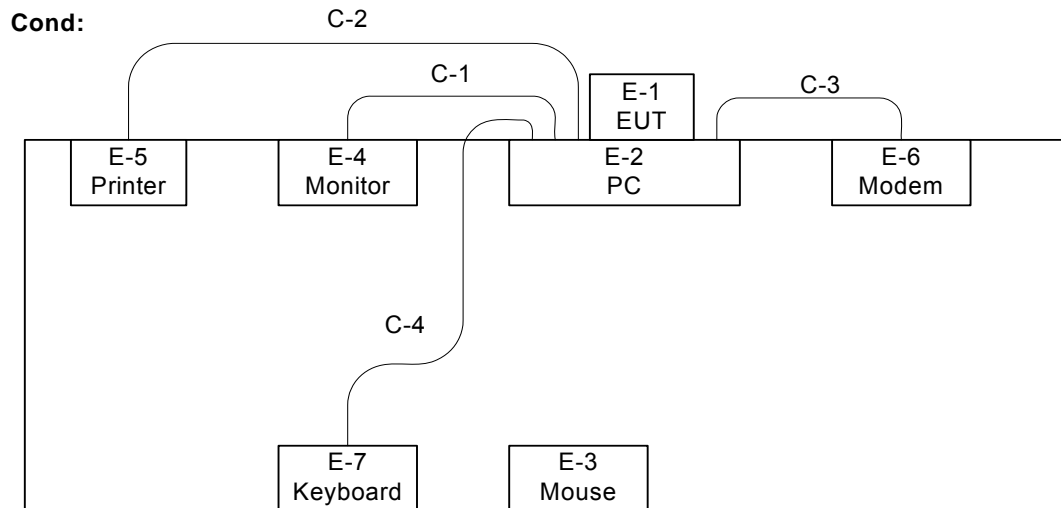 Cond:
C-2
C-1
C-3
E-1
EUT
E-5
Printer
E-4
Monitor
E-2
PC
E-6
Modem
C-4
E-7
Keyboard
E-3
Mouse